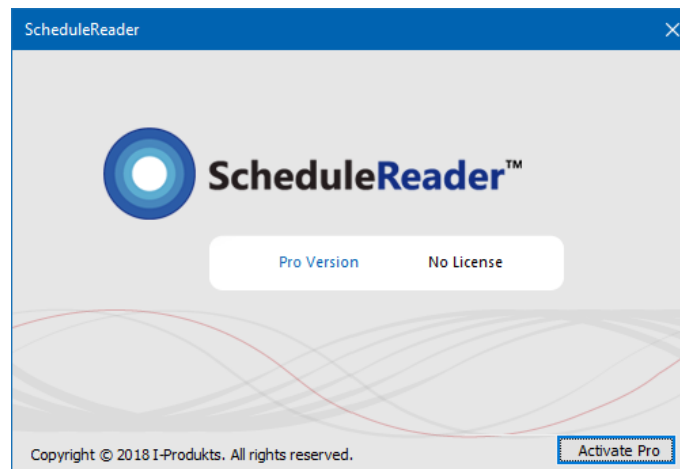 ScheduleReader
ScheduleReader™
Pro Version No License
Copyright © 2018 I-Produkts. All rights reserved.
Activate Pro